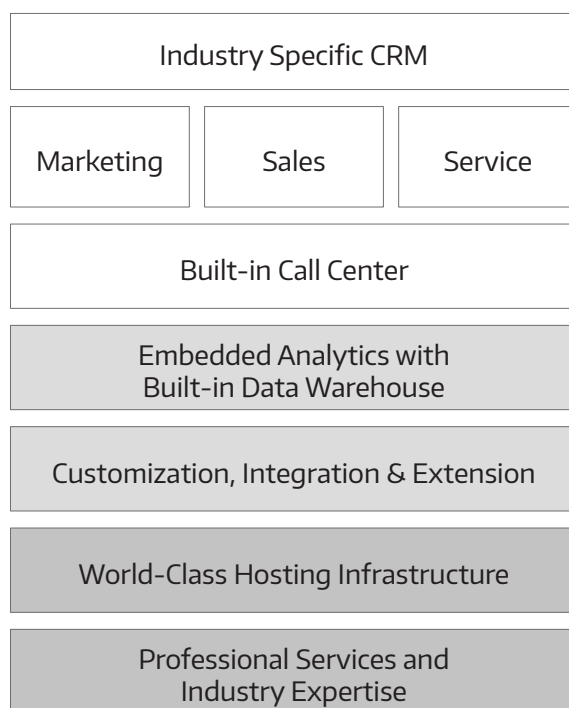 Industry Specific CRM
Marketing
Sales
Service
Built-in Call Center
Embedded Analytics with
Built-in Data Warehouse
Customization, Integration & Extension
World-Class Hosting Infrastructure
Professional Services and
Industry Expertise